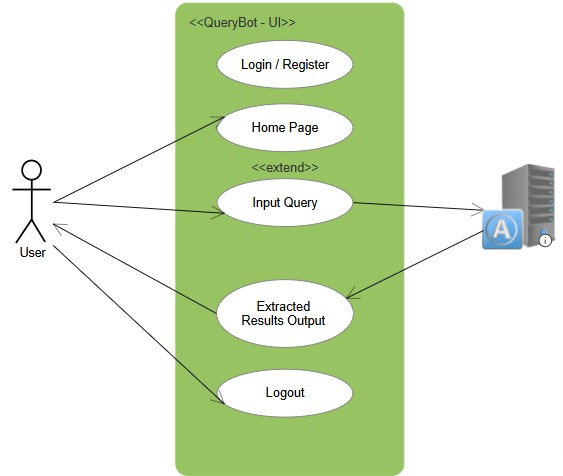 <<QueryBot - UI>>
Login / Register
Home Page
<<extend>>
Input Query
A
i
User
Extracted
Results Output
Logout